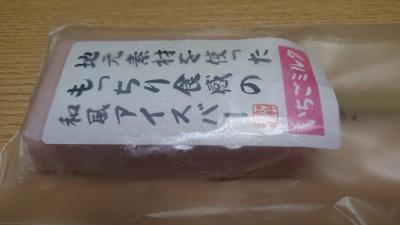 地元素材を使った
もっちり食感の
和風アイスバー
いちごミルク